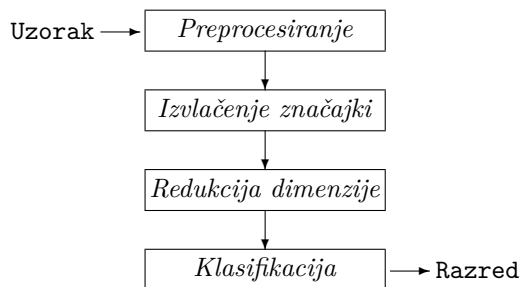 Uzorak Preprocesiranje
Izvlačenje značajki
Redukcija dimenzije
Klasifikacija Razred